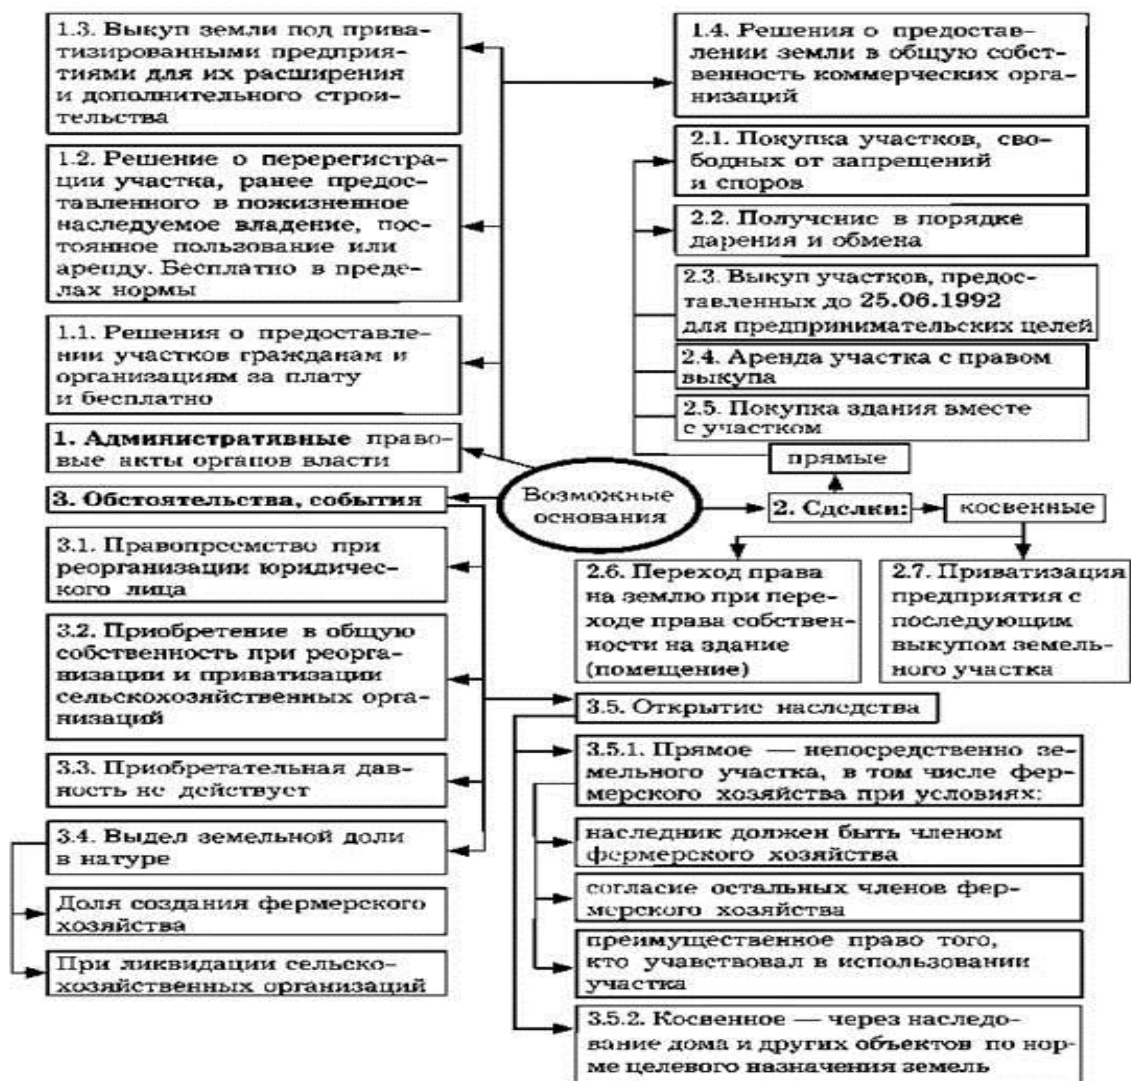 1.3. Выкуп земли под прива-
тизированными предприя-
тиями для их расширения
и дополнительного строи-
тельства
1.2. Решение о перерегистра-
ции участка, ранее предос-
тавленного в пожизненное
наследуемое владение, пос-
тоянное пользование или
аренду. Бесплатно в преде-
лах нормы
1.1. Решения о предоставле-
нии участков гражданам и
организациям за плату
и бесплатно
1. Административные право-
вые акты органов власти
3. Обстоятельства, события
3.1. Правопреемство при
реорганизации юридичес-
кого лица
3.2. Приобретение в общую
собственность при реорга-
низации и приватизации
сельскохозяйственных орга-
низаций
3.3. Приобретательная дав-
ность не действует
3.4. Выдел земельной доли
в натуре
Доля создания фермерского
хозяйства
При ликвидации сельско-
хозяйственных организаций
Возможные
основания
1.4. Решения о предостав-
лении земли в общую собст-
венность коммерческих орга-
низаций
2.1. Покупка участков, сво-
бодных от запрещений
и споров
2.2. Получение в порядке
дарения и обмена
2.3. Выкуп участков, предос-
тавленных до 25.06.1992
для предпринимательских целей
2.4. Аренда участка с правом
выкупа
2.5. Покупка здания вместе
с участком
прямые
2. Сделки:
косвенные
2.6. Переход права
на землю при пере-
ходе права собствен-
ности на здание
(помещение)
2.7. Приватизация
предприятия с
последующим
выкупом земель-
ного участка
3.5. Открытие наследства
3.5.1. Прямое — непосредственно зе-
мельного участка, в том числе фер-
мерского хозяйства при условиях:
наследник должен быть членом
фермерского хозяйства
согласие остальных членов фер-
мерского хозяйства
преимущественное право того,
кто учавствовал в использовании
участка
3.5.2. Косвенное — через наследо-
вание дома и других объектов по нор-
ме целевого назначения земель